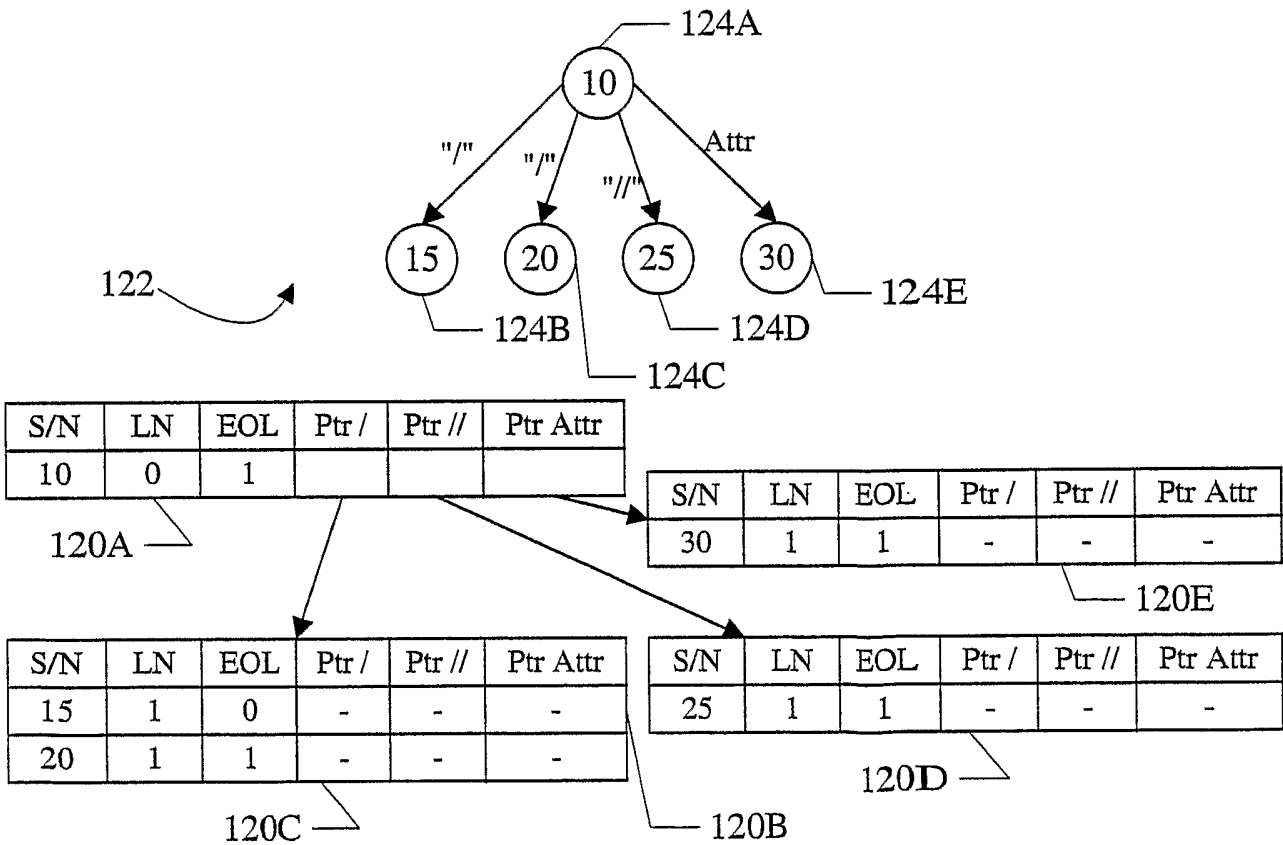 124A
10
"/" "/" "//" Attr
15 20 25 30
122
124B
124C
124D
124E
S/N LN EOL Ptr / Ptr // Ptr Attr
10 0 1
120A
S/N LN EOL Ptr / Ptr // Ptr Attr
30 1 1 - - -
120E
S/N LN EOL Ptr / Ptr // Ptr Attr
15 1 0 - - -
20 1 1 - - -
120C
120B
S/N LN EOL Ptr / Ptr // Ptr Attr
25 1 1 - - -
120D